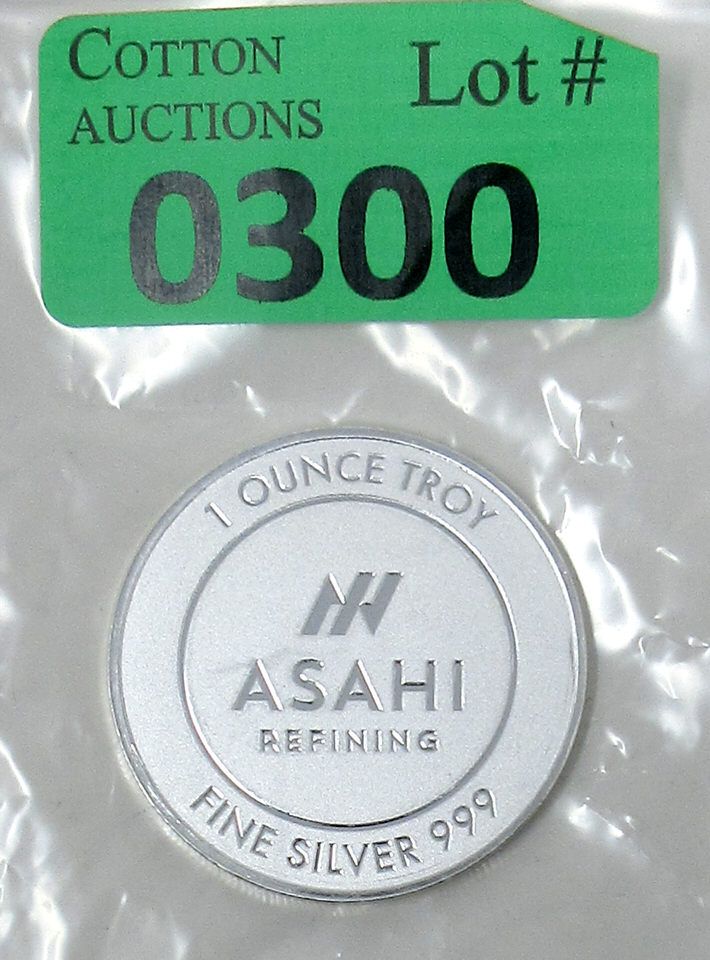 COTTON
AUCTIONS
Lot #
0300
1 OUNCE TROY
ASAHI
REFINING
FINE SILVER 999